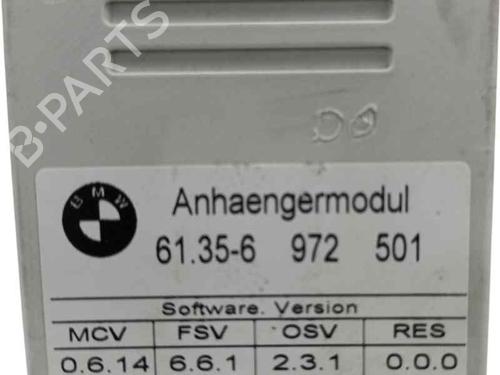 B-PARTS
BMW
Anhaengermodul
61.35-6 972 501
Software. Version
MCV FSV OSV RES
0.6.14 6.6.1 2.3.1 0.0.0